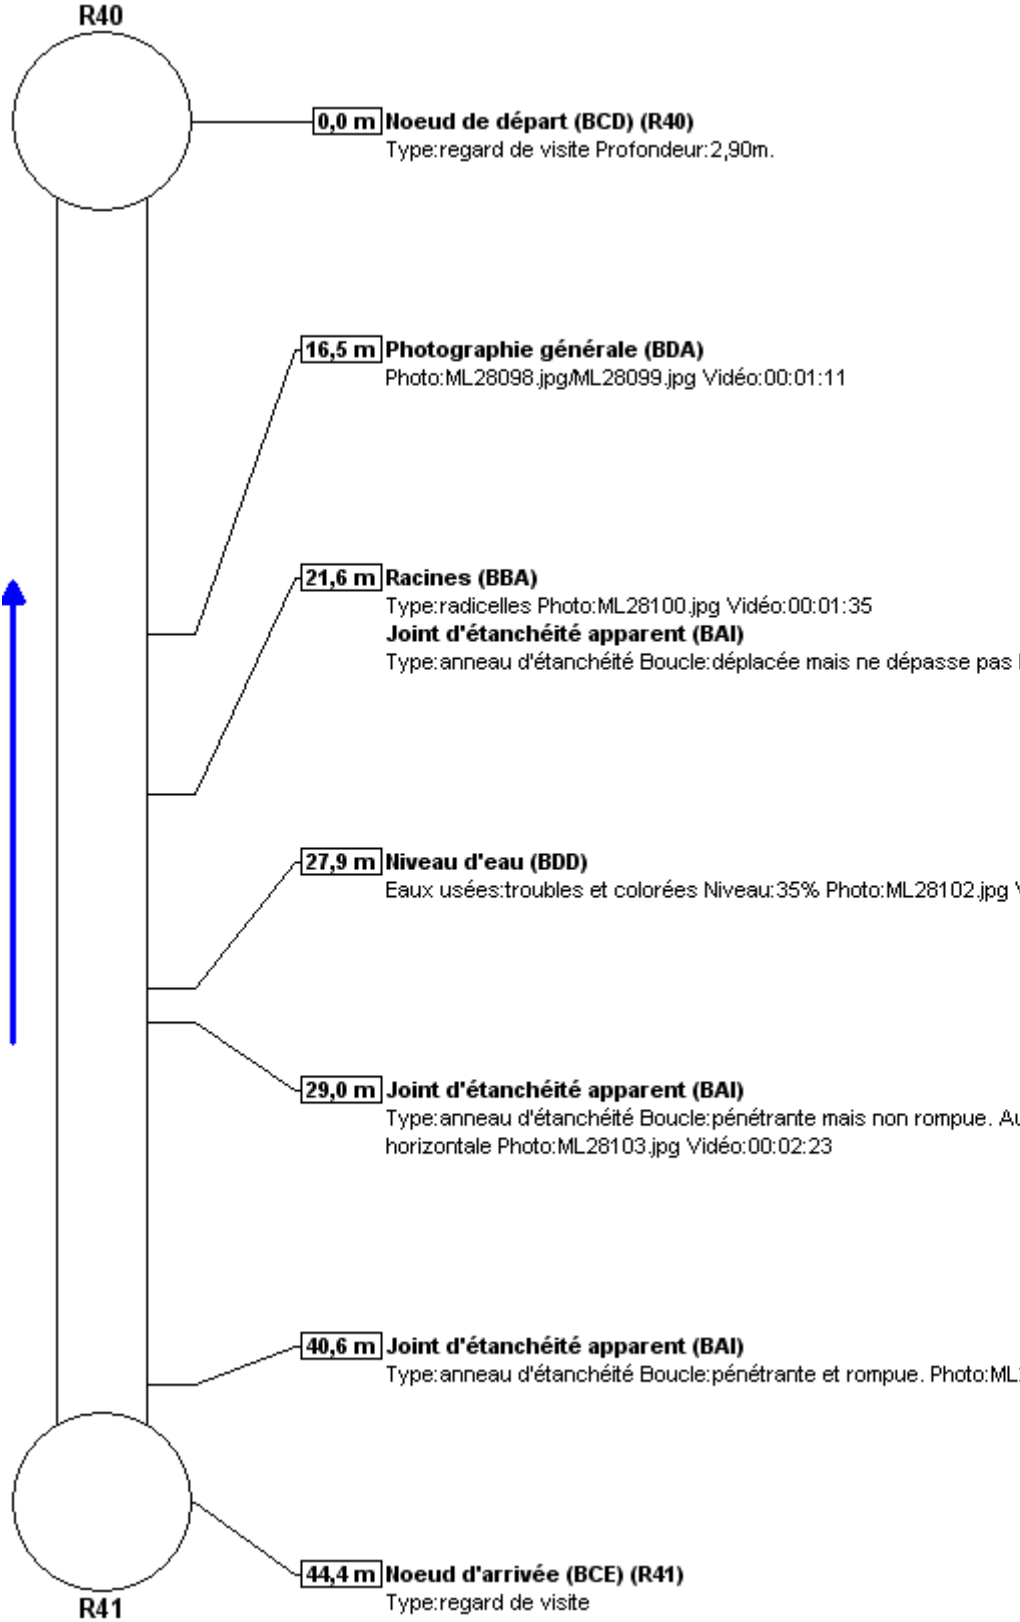 R40
0,0 m Noeud de départ (BCD) (R40)
Type:regard de visite Profondeur:2,90m.
16,5 m Photographie générale (BDA)
Photo:ML28098.jpg/ML28099.jpg Vidéo:00:01:11
21,6 m Racines (BBA)
Type:radicelles Photo:ML28100.jpg Vidéo:00:01:35
Joint d'étanchéité apparent (BAI)
Type:anneau d'étanchéité Boucle:déplacée mais ne dépasse pas
27,9 m Niveau d'eau (BDD)
Eaux usées:troubles et colorées Niveau:35% Photo:ML28102.jpg
29,0 m Joint d'étanchéité apparent (BAI)
Type:anneau d'étanchéité Boucle:pénétrante mais non rompue. Au
horizontale Photo:ML28103.jpg Vidéo:00:02:23
40,6 m Joint d'étanchéité apparent (BAI)
Type:anneau d'étanchéité Boucle:pénétrante et rompue. Photo:ML
44,4 m Noeud d'arrivée (BCE) (R41)
Type:regard de visite
R41